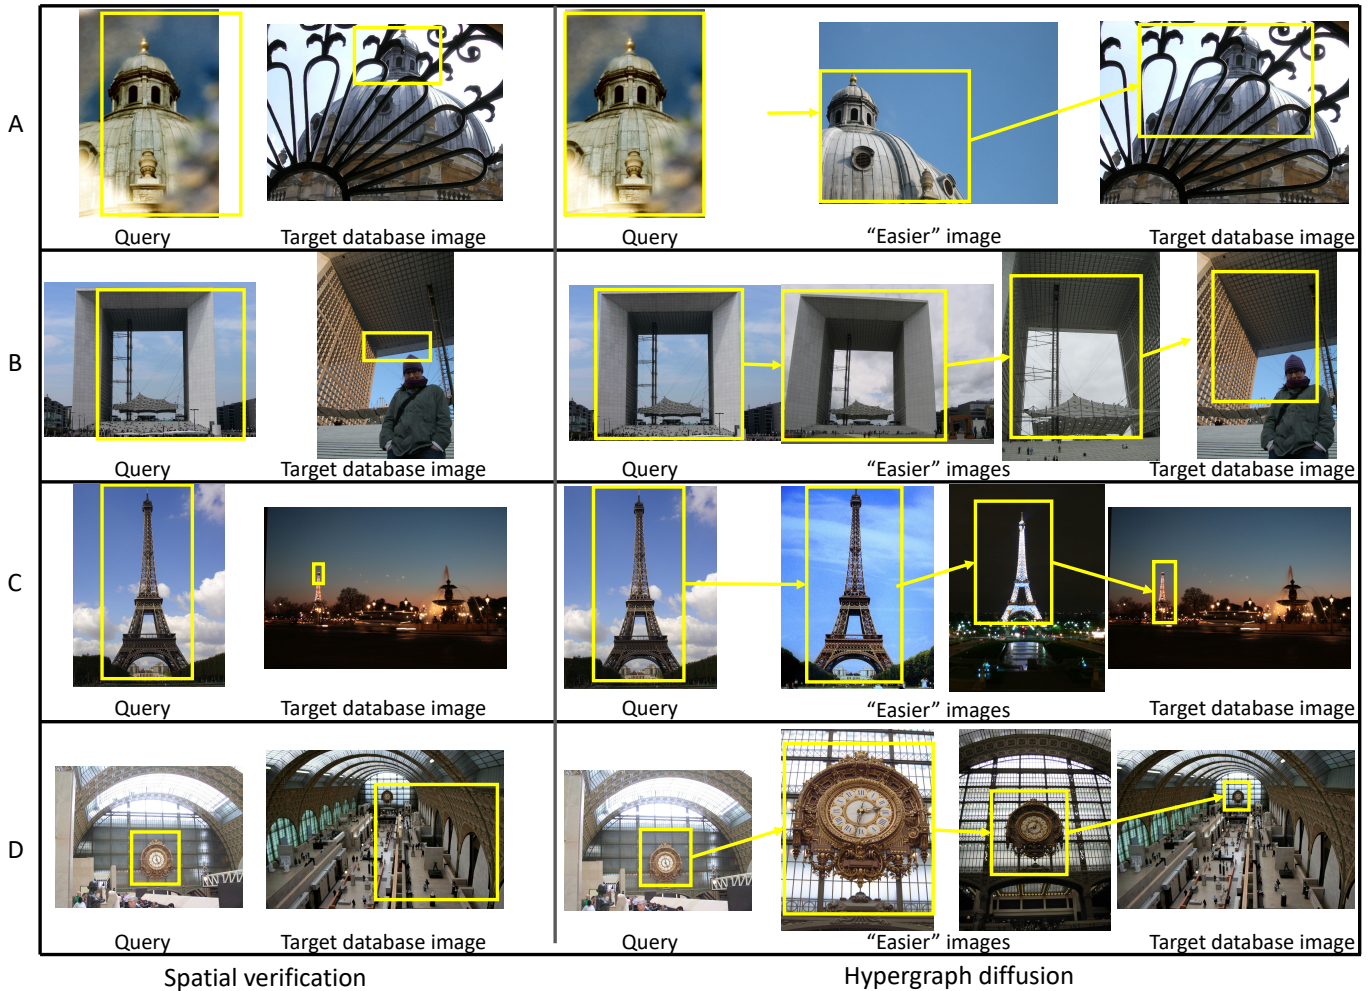 A
Query
Target database image
Query
“Easier” image
Target database image
B
Query
Target database image
Query
“Easier” images
Target database image
C
Query
Target database image
Query
“Easier” images
Target database image
D
Query
Target database image
Query
“Easier” images
Target database image
Spatial verification
Hypergraph diffusion